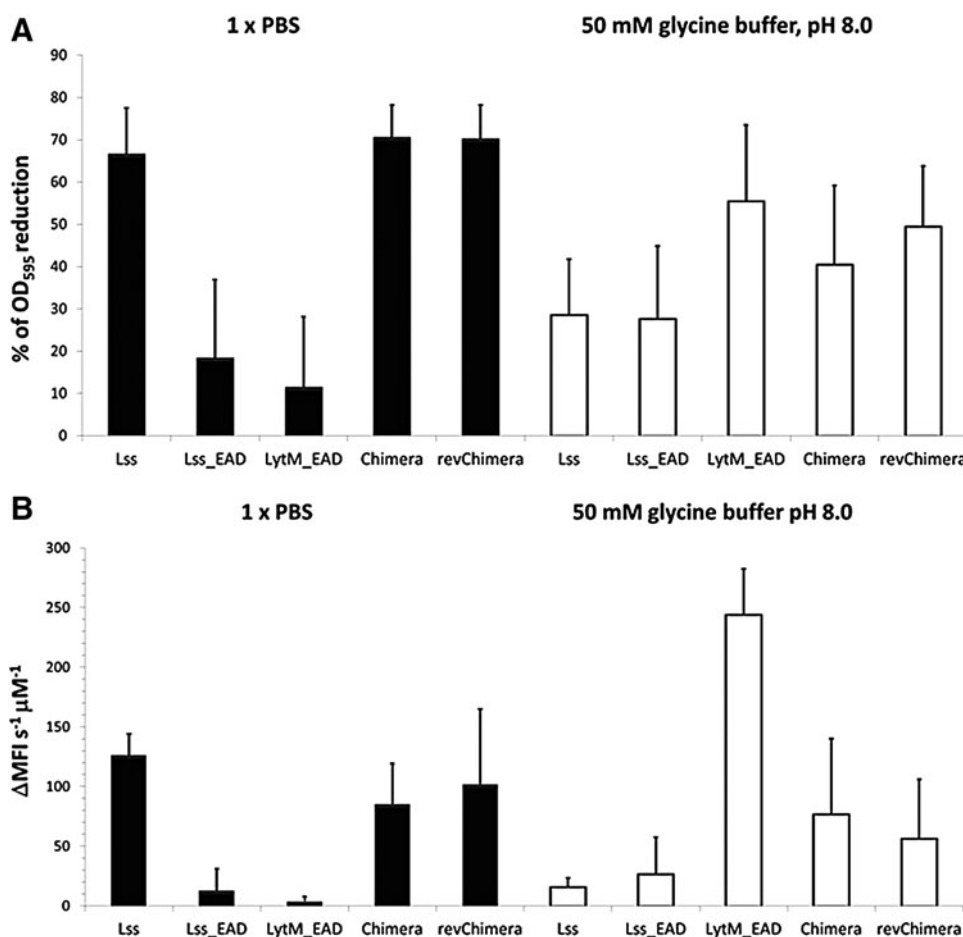 A
1 x PBS 50 mM glycine buffer, pH 8.0
% of OD595 reduction
90
80
70
60
50
40
30
20
10
0
Lss Lss_EAD LytM_EAD Chimera revChimera Lss Lss_EAD LytM_EAD Chimera revChimera
B
1 x PBS 50 mM glycine buffer pH 8.0
ΔMFI s-1 μM-1
300
250
200
150
100
50
0
Lss Lss_EAD LytM_EAD Chimera revChimera Lss Lss_EAD LytM_EAD Chimera revChimera